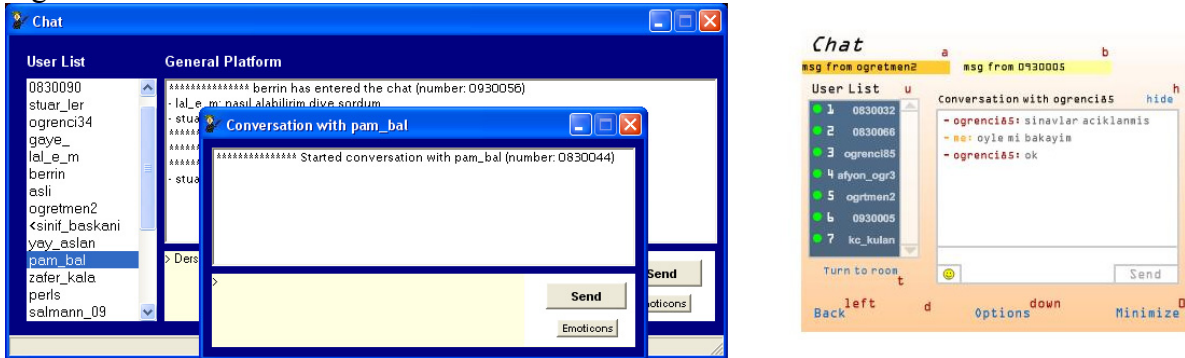 Chat
User List
General Platform
0830090
stuar_ler
ogrenci34
gaye_
lal_e_m
berrin
asli
ogretmen2
<sinif_baskani
yay_aslan
pam_bal
zafer_kala
perls
salmann_09
*************** berrin has entered the chat (number: 0930056)
- lal_e_m: nasıl alabilirim diye sordum
- stua
- stua
> Ders
Send
Conversation with pam_bal
*************** Started conversation with pam_bal (number: 0830044)
>
Send
Emoticons
Chat
a
b
msg from ogretmen2
msg from 0930005
User List
u
Conversation with ogrenci85
h
hide
1 0830032
2 0830066
3 ogrenci85
4 afyon_ogr3
5 ogrtmen2
6 0930005
7 kc_kulan
- ogrenci85: sinavlar aciklanmis
- me: oyle mi bakayim
- ogrenci85: ok
Turn to room
t
Send
Back
left
d
Options
down
Minimize